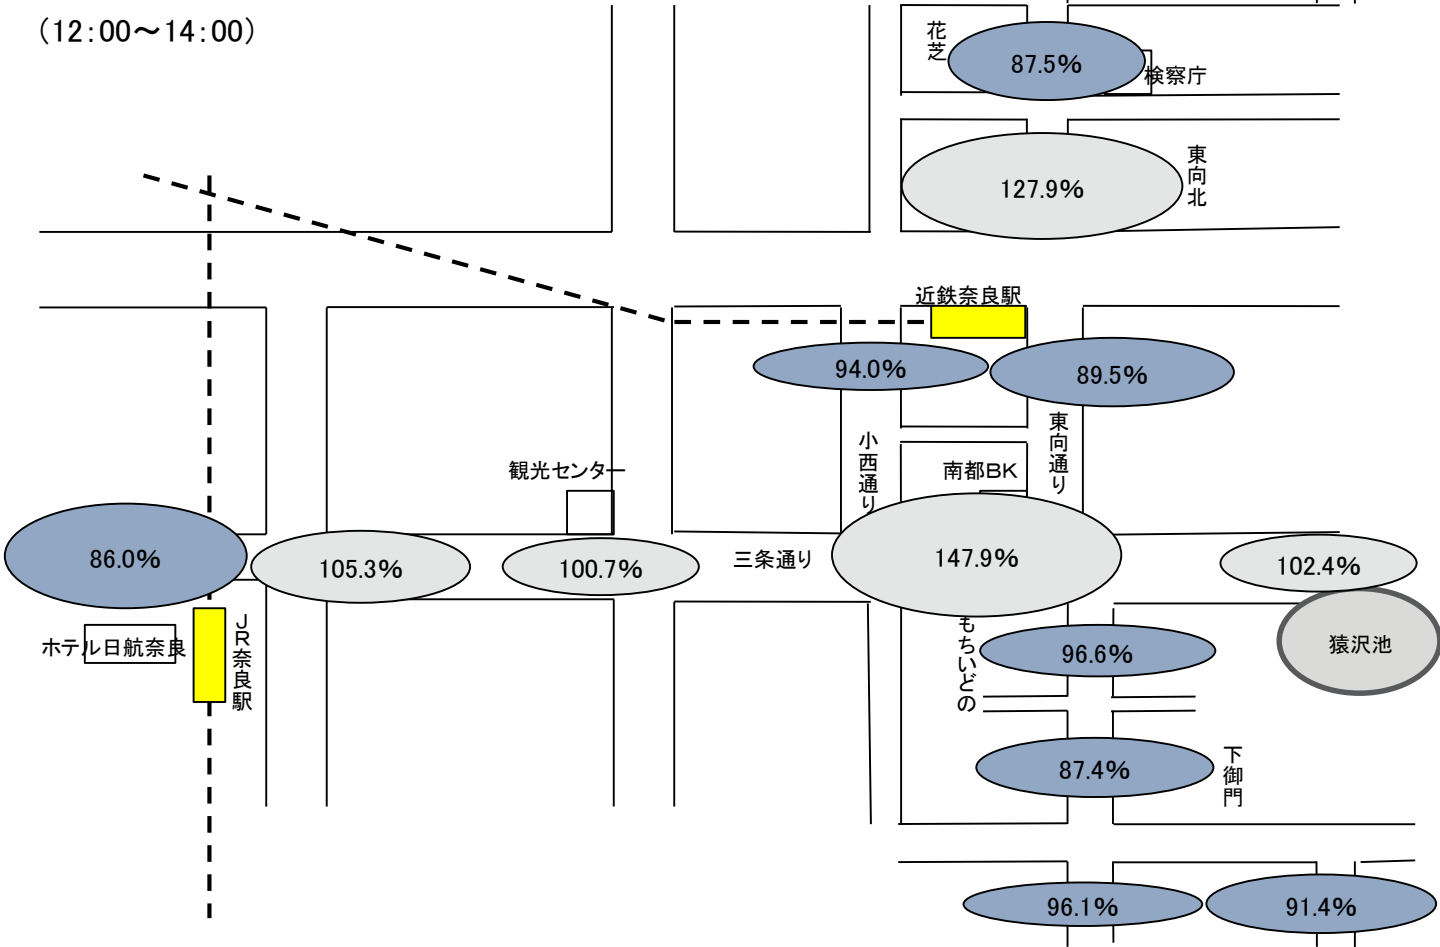 (12:00～14:00)
花芝
87.5%
検察庁
127.9%
東向北
近鉄奈良駅
94.0%
89.5%
小西通り
東向通り
観光センター
南都BK
86.0%
105.3%
100.7%
三条通り
147.9%
102.4%
ホテル日航奈良
JR奈良駅
もちいどの
96.6%
猿沢池
87.4%
下御門
96.1%
91.4%